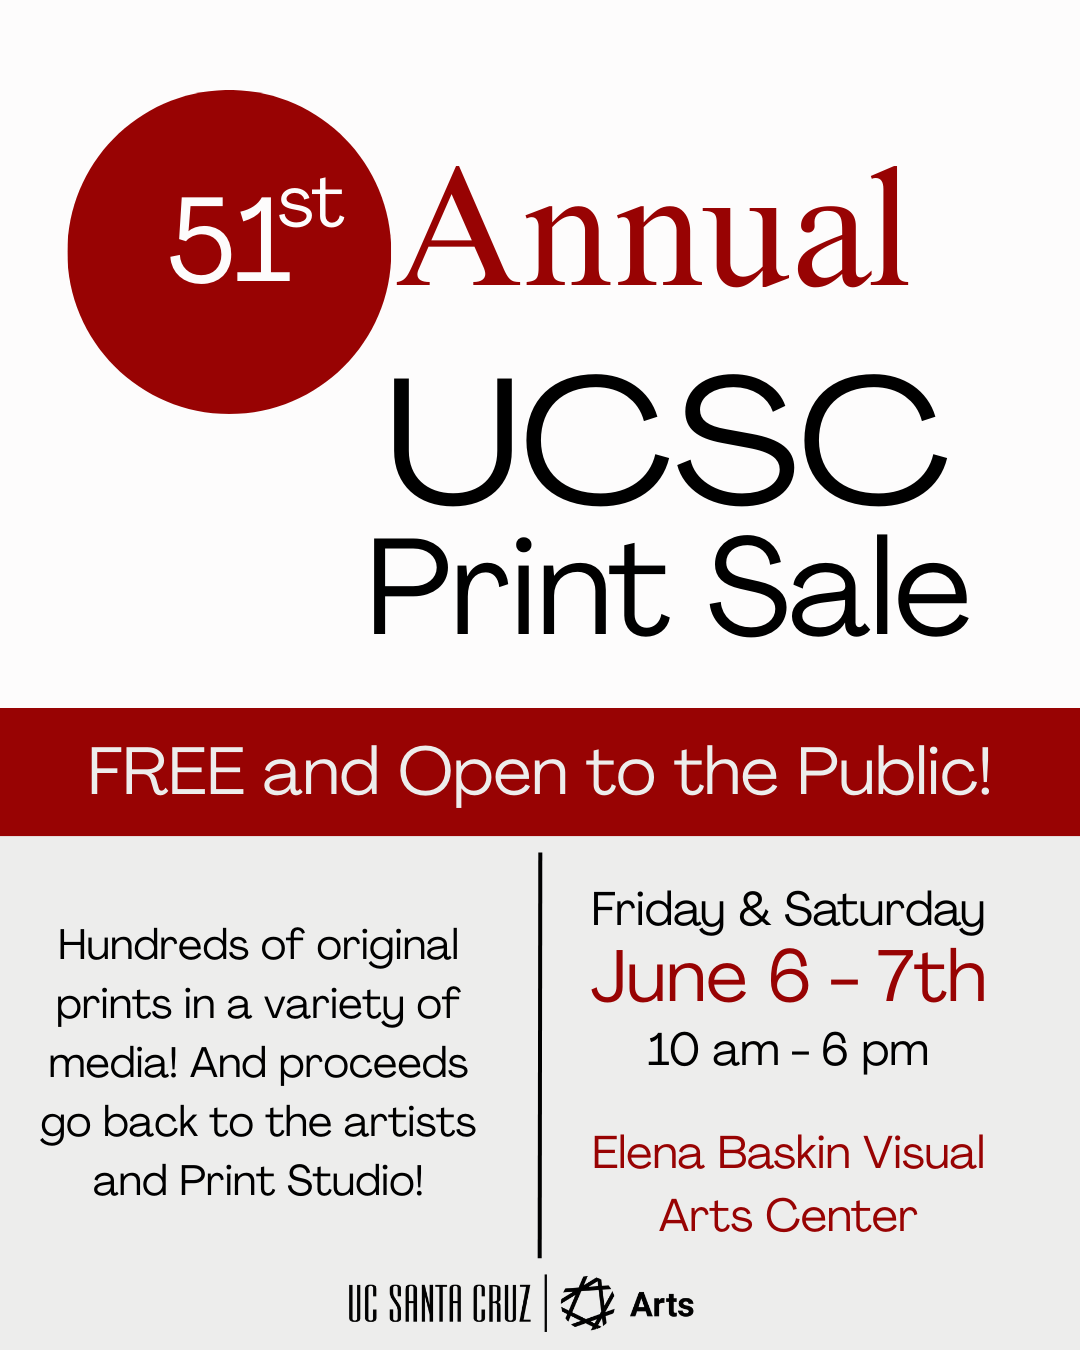 51st Annual
UCSC
Print Sale
FREE and Open to the Public!
Hundreds of original
prints in a variety of
media! And proceeds
go back to the artists
and Print Studio!
Friday & Saturday
June 6 – 7th
10 am – 6 pm
Elena Baskin Visual
Arts Center
UC SANTA CRUZ | Arts